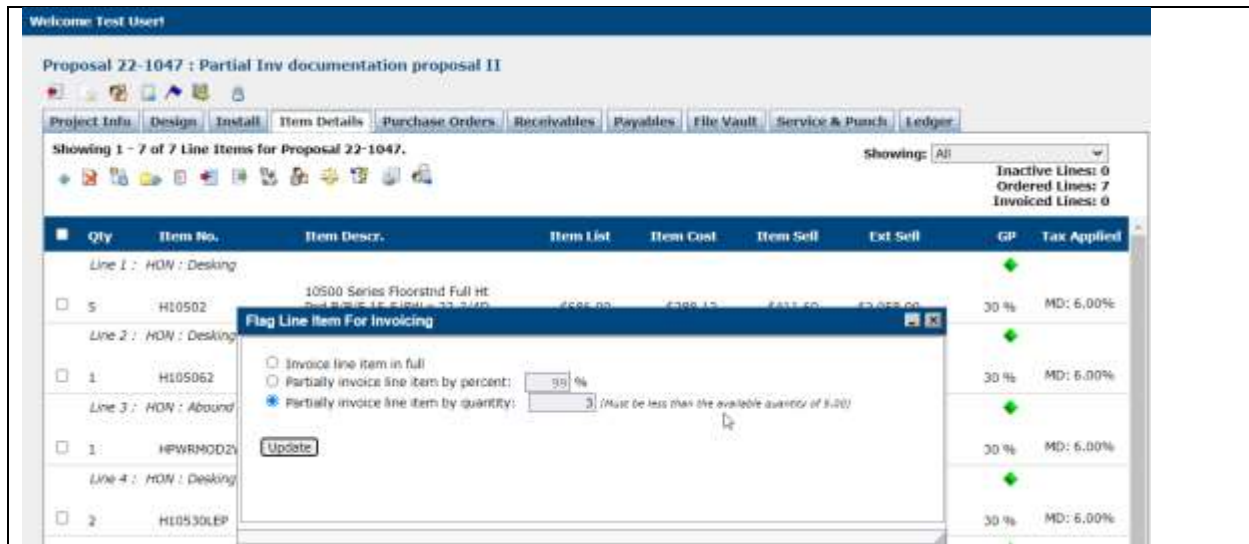 Welcome Test User!
Proposal 22-1047 : Partial Inv documentation proposal II
Project Info Design Install Item Details Purchase Orders Receivables Payables File Vault Service & Punch Ledger
Showing 1 - 7 of 7 Line Items for Proposal 22-1047.
Showing: All
Inactive Lines: 0
Ordered Lines: 7
Invoiced Lines: 0
Qty Item No. Item Descr. Item List Item Cost Item Sell Ext Sell GP Tax Applied
Line 1 : HON : Desking
10500 Series Floorstnd Full Ht
5 H10502 30 % MD: 6.00%
Flag Line Item For Invoicing
Line 2 : HON : Desking
Invoice line item in full
Partially invoice line item by percent: 99 %
1 H105062 30 % MD: 6.00%
Partially invoice line item by quantity: 3 (Must be less than the available quantity of 5.00)
Line 3 : HON : Abound
Update
1 HPWRMOD2 30 % MD: 6.00%
Line 4 : HON : Desking
2 H10530LEP 30 % MD: 6.00%